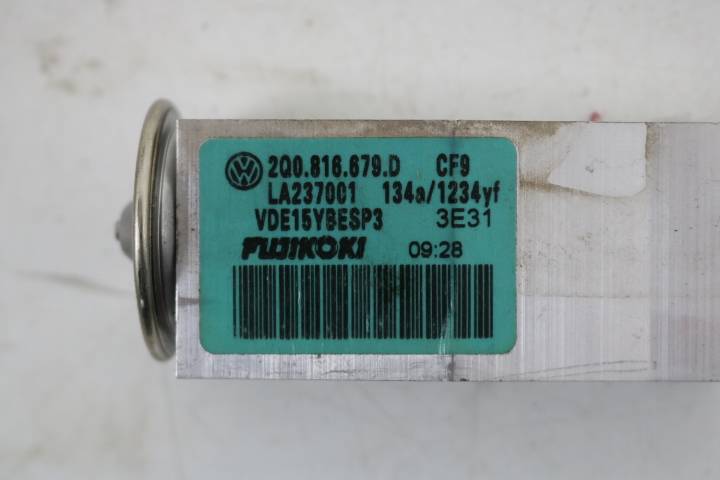 2Q0.816.679.D CF9
LA237001 134a/1234yf
VDE15YBESP3 3E31
FUJIKOKI 09:28